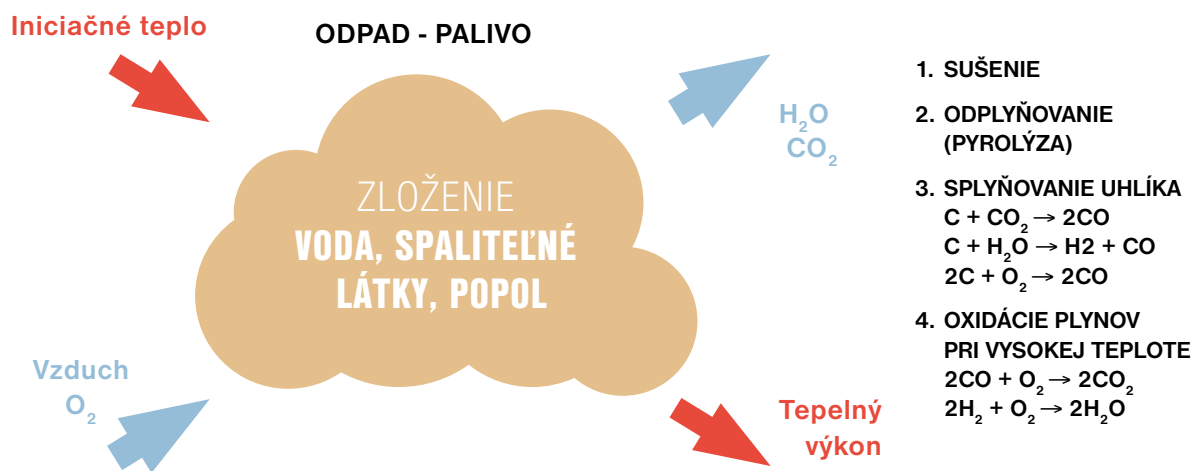 Iniciačné teplo
ODPAD - PALIVO
H₂O
CO₂
ZLOŽENIE
VODA, SPALITEĽNÉ
LÁTKY, POPOL
Vzduch
O₂
Tepelný
výkon
1. SUŠENIE
2. ODPLYŇOVANIE
(PYROLÝZA)
3. SPLYŇOVANIE UHLÍKA
C + CO₂ → 2CO
C + H₂O → H2 + CO
2C + O₂ → 2CO
4. OXIDÁCIE PLYNOV
PRI VYSOKEJ TEPLOTE
2CO + O₂ → 2CO₂
2H₂ + O₂ → 2H₂O